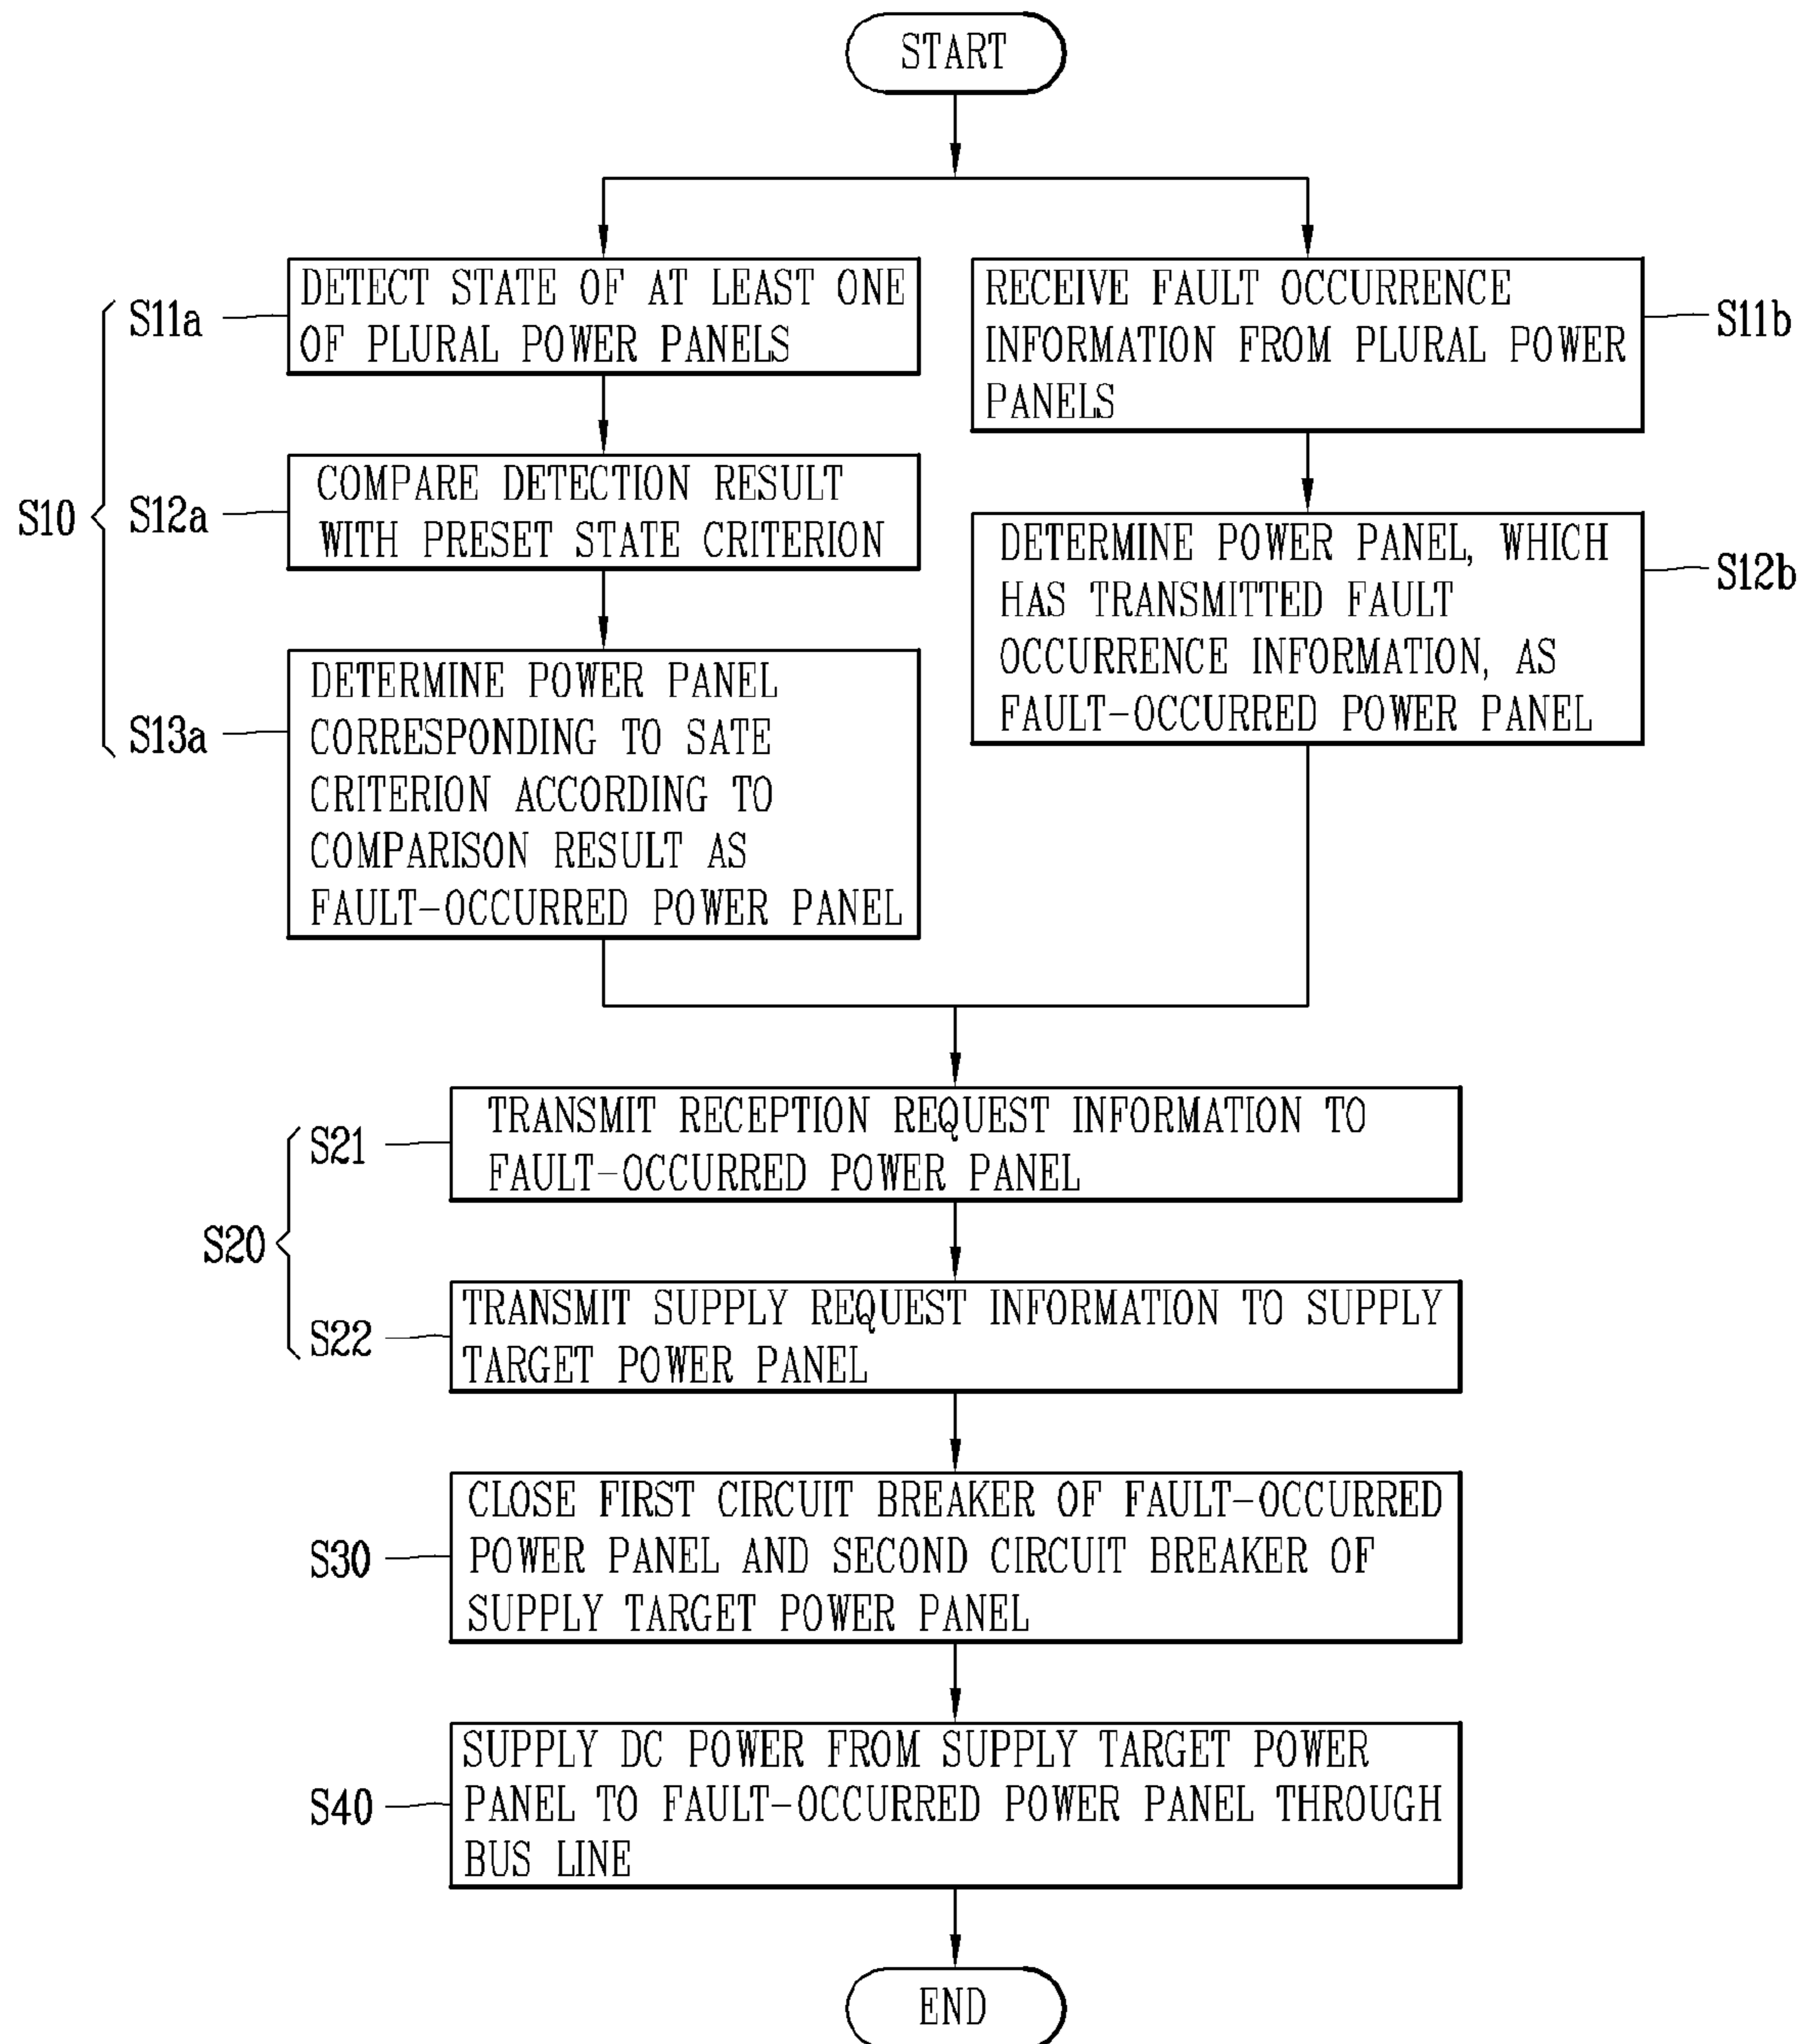 START
S10
S11a
DETECT STATE OF AT LEAST ONE
OF PLURAL POWER PANELS
S12a
COMPARE DETECTION RESULT
WITH PRESET STATE CRITERION
S13a
DETERMINE POWER PANEL
CORRESPONDING TO SATE
CRITERION ACCORDING TO
COMPARISON RESULT AS
FAULT-OCCURRED POWER PANEL
RECEIVE FAULT OCCURRENCE
INFORMATION FROM PLURAL POWER
PANELS
S11b
DETERMINE POWER PANEL, WHICH
HAS TRANSMITTED FAULT
OCCURRENCE INFORMATION, AS
FAULT-OCCURRED POWER PANEL
S12b
S20
S21
TRANSMIT RECEPTION REQUEST INFORMATION TO
FAULT-OCCURRED POWER PANEL
S22
TRANSMIT SUPPLY REQUEST INFORMATION TO SUPPLY
TARGET POWER PANEL
S30
CLOSE FIRST CIRCUIT BREAKER OF FAULT-OCCURRED
POWER PANEL AND SECOND CIRCUIT BREAKER OF
SUPPLY TARGET POWER PANEL
S40
SUPPLY DC POWER FROM SUPPLY TARGET POWER
PANEL TO FAULT-OCCURRED POWER PANEL THROUGH
BUS LINE
END